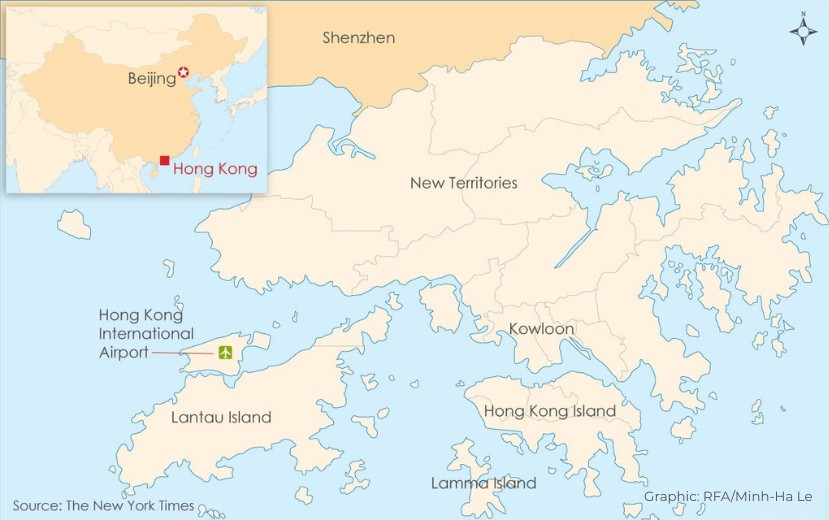 Shenzhen
N
Beijing
Hong Kong
New Territories
Hong Kong
International
Airport
Kowloon
Lantau Island
Hong Kong Island
Lamma Island
Source: The New York Times
Graphic: RFA/Minh-Ha Le